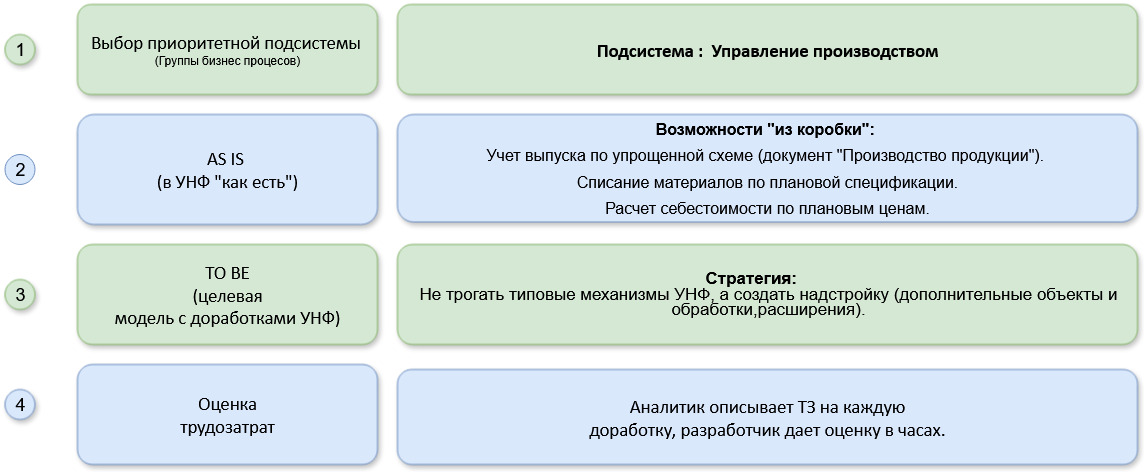 1
Выбор приоритетной подсистемы
(Группы бизнес процесов)
Подсистема : Управление производством
2
AS IS
(в УНФ "как есть")
Возможности "из коробки":
Учет выпуска по упрощенной схеме (документ "Производство продукции").
Списание материалов по плановой спецификации.
Расчет себестоимости по плановым ценам.
3
TO BE
(целевая
модель с доработками УНФ)
Стратегия:
Не трогать типовые механизмы УНФ, а создать надстройку (дополнительные объекты и
обработки,расширения).
4
Оценка
трудозатрат
Аналитик описывает ТЗ на каждую
доработку, разработчик дает оценку в часах.